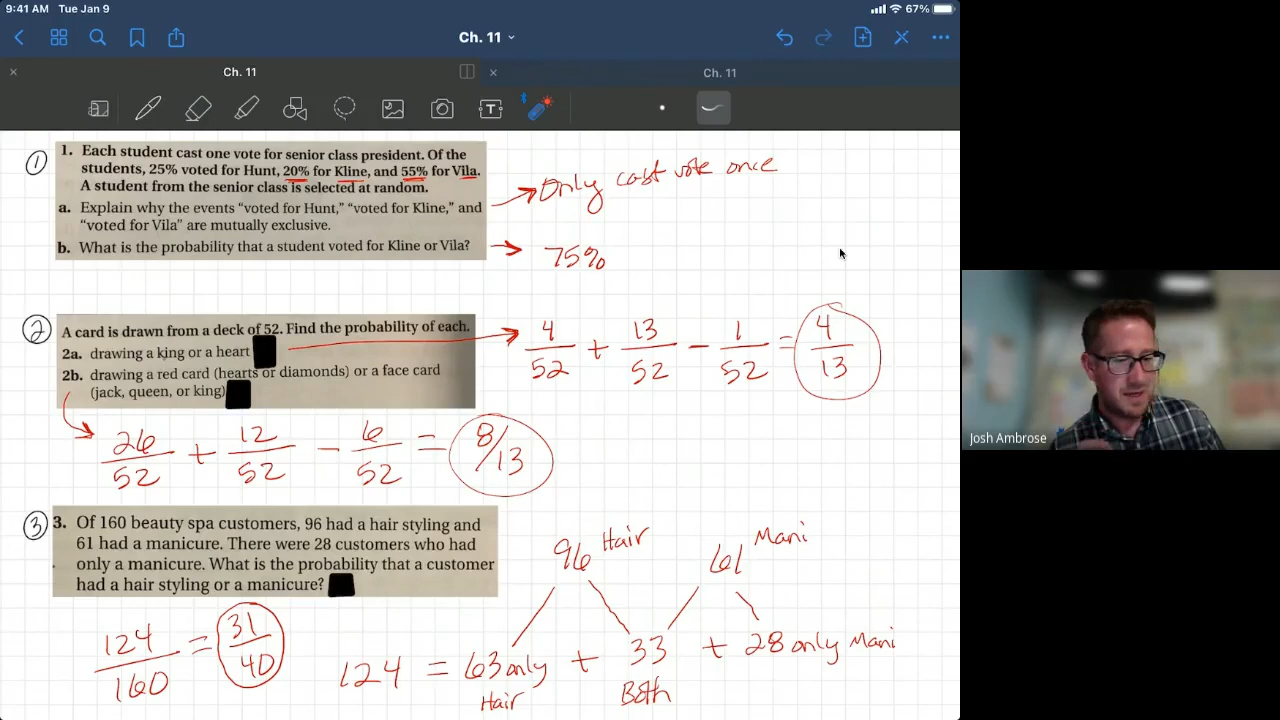 9:41 AM Tue Jan 9
67%
Ch. 11
Ch. 11
Ch. 11
T
1
1. Each student cast one vote for senior class president. Of the
students, 25% voted for Hunt, 20% for Kline, and 55% for Vila.
A student from the senior class is selected at random.
a. Explain why the events “voted for Hunt,” “voted for Kline,” and
“voted for Vila” are mutually exclusive.
b. What is the probability that a student voted for Kline or Vila?
Only cast vote once
75%
2
A card is drawn from a deck of 52. Find the probability of each.
2a. drawing a king or a heart
2b. drawing a red card (hearts or diamonds) or a face card
(jack, queen, or king)
4/52 + 13/52 - 1/52 = 4/13
26/52 + 12/52 - 6/52 = 8/13
3
3. Of 160 beauty spa customers, 96 had a hair styling and
61 had a manicure. There were 28 customers who had
only a manicure. What is the probability that a customer
had a hair styling or a manicure?
96 Hair 61 Mani
124/160 = 31/40
124 = 63 only Hair + 33 Both + 28 only Mani
Josh Ambrose